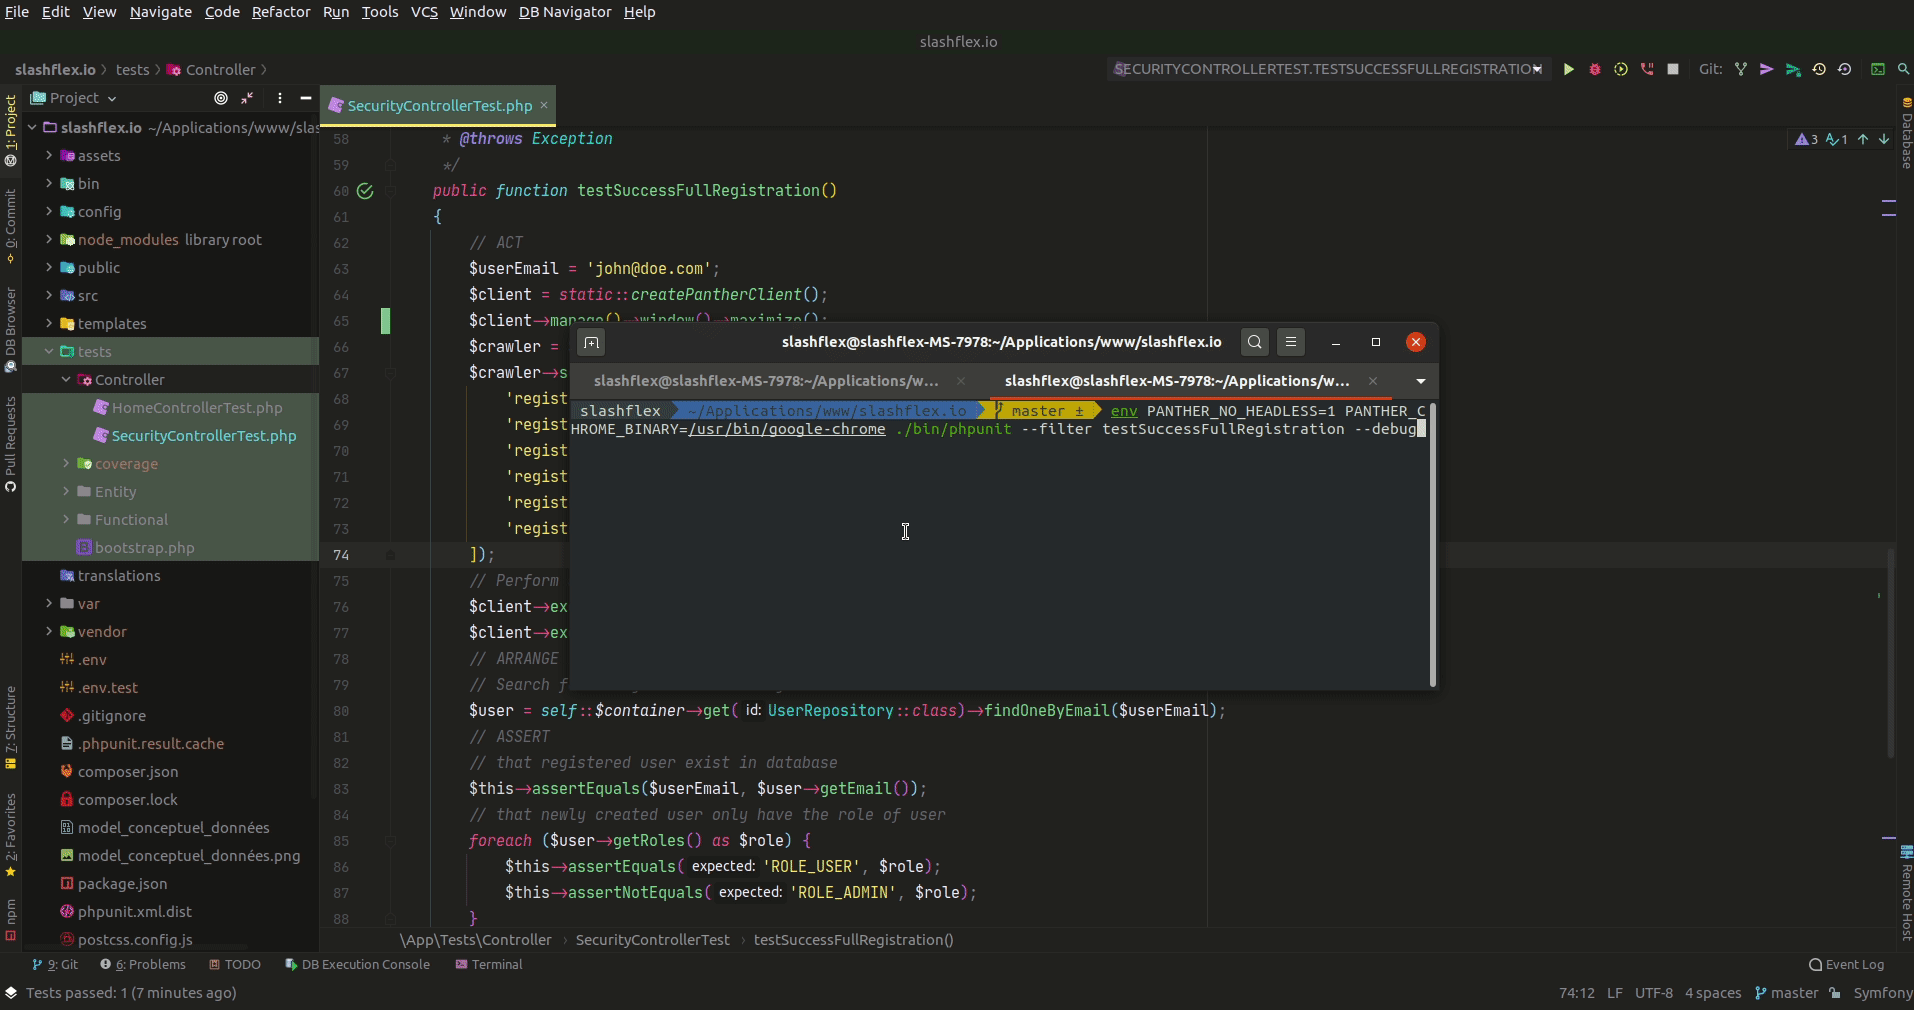 File Edit View Navigate Code Refactor Run Tools VCS Window DB Navigator Help
slashflex.io
slashflex.io tests Controller
SECURITYCONTROLLERTEST.TESTSUCCESSFULLREGISTRATION
Git:
Project
SecurityControllerTest.php
1: Project
0: Commit
DB Browser
Pull Requests
7: Structure
2: Favorites
npm
slashflex.io ~/Applications/www/slas
assets
bin
config
node_modules library root
public
src
templates
tests
Controller
HomeControllerTest.php
SecurityControllerTest.php
coverage
Entity
Functional
bootstrap.php
translations
var
vendor
.env
.env.test
.gitignore
.phpunit.result.cache
composer.json
composer.lock
model_conceptuel_données
model_conceptuel_données.png
package.json
phpunit.xml.dist
postcss.config.js
3 1
58 * @throws Exception
59 */
60 public function testSuccessFullRegistration()
61 {
62 // ACT
63 $userEmail = 'john@doe.com';
64 $client = static::createPantherClient();
65 $client→manage()→window()→maximize();
66 $crawler =
67 $crawler→s
68 'regist
69 'regist
70 'regist
71 'regist
72 'regist
73 'regist
74 ]);
75 // Perform
76 $client→ex
77 $client→ex
78 // ARRANGE
79 // Search f
80 $user = self::$container→get( id: UserRepository::class)→findOneByEmail($userEmail);
81 // ASSERT
82 // that registered user exist in database
83 $this→assertEquals($userEmail, $user→getEmail());
84 // that newly created user only have the role of user
85 foreach ($user→getRoles() as $role) {
86 $this→assertEquals( expected: 'ROLE_USER', $role);
87 $this→assertNotEquals( expected: 'ROLE_ADMIN', $role);
88 }
slashflex@slashflex-MS-7978:~/Applications/www/slashflex.io
slashflex@slashflex-MS-7978:~/Applications/w... slashflex@slashflex-MS-7978:~/Applications/w...
slashflex ~/Applications/www/slashflex.io master ± env PANTHER_NO_HEADLESS=1 PANTHER_C
HROME_BINARY=/usr/bin/google-chrome ./bin/phpunit --filter testSuccessFullRegistration --debug
Database
Remote Host
\App\Tests\Controller SecurityControllerTest testSuccessFullRegistration()
9: Git 6: Problems TODO DB Execution Console Terminal Event Log
Tests passed: 1 (7 minutes ago) 74:12 LF UTF-8 4 spaces master Symfony